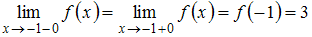 lim f(x) = lim f(x) = f(−1) = 3
x→−1−0 x→−1+0